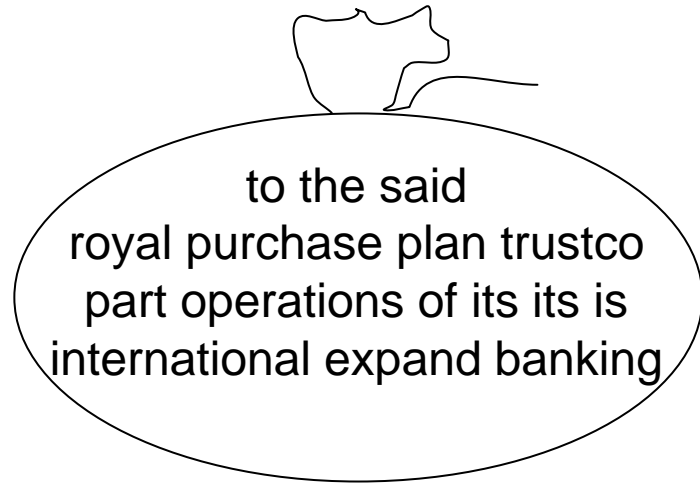 to the said
royal purchase plan trustco
part operations of its its is
international expand banking